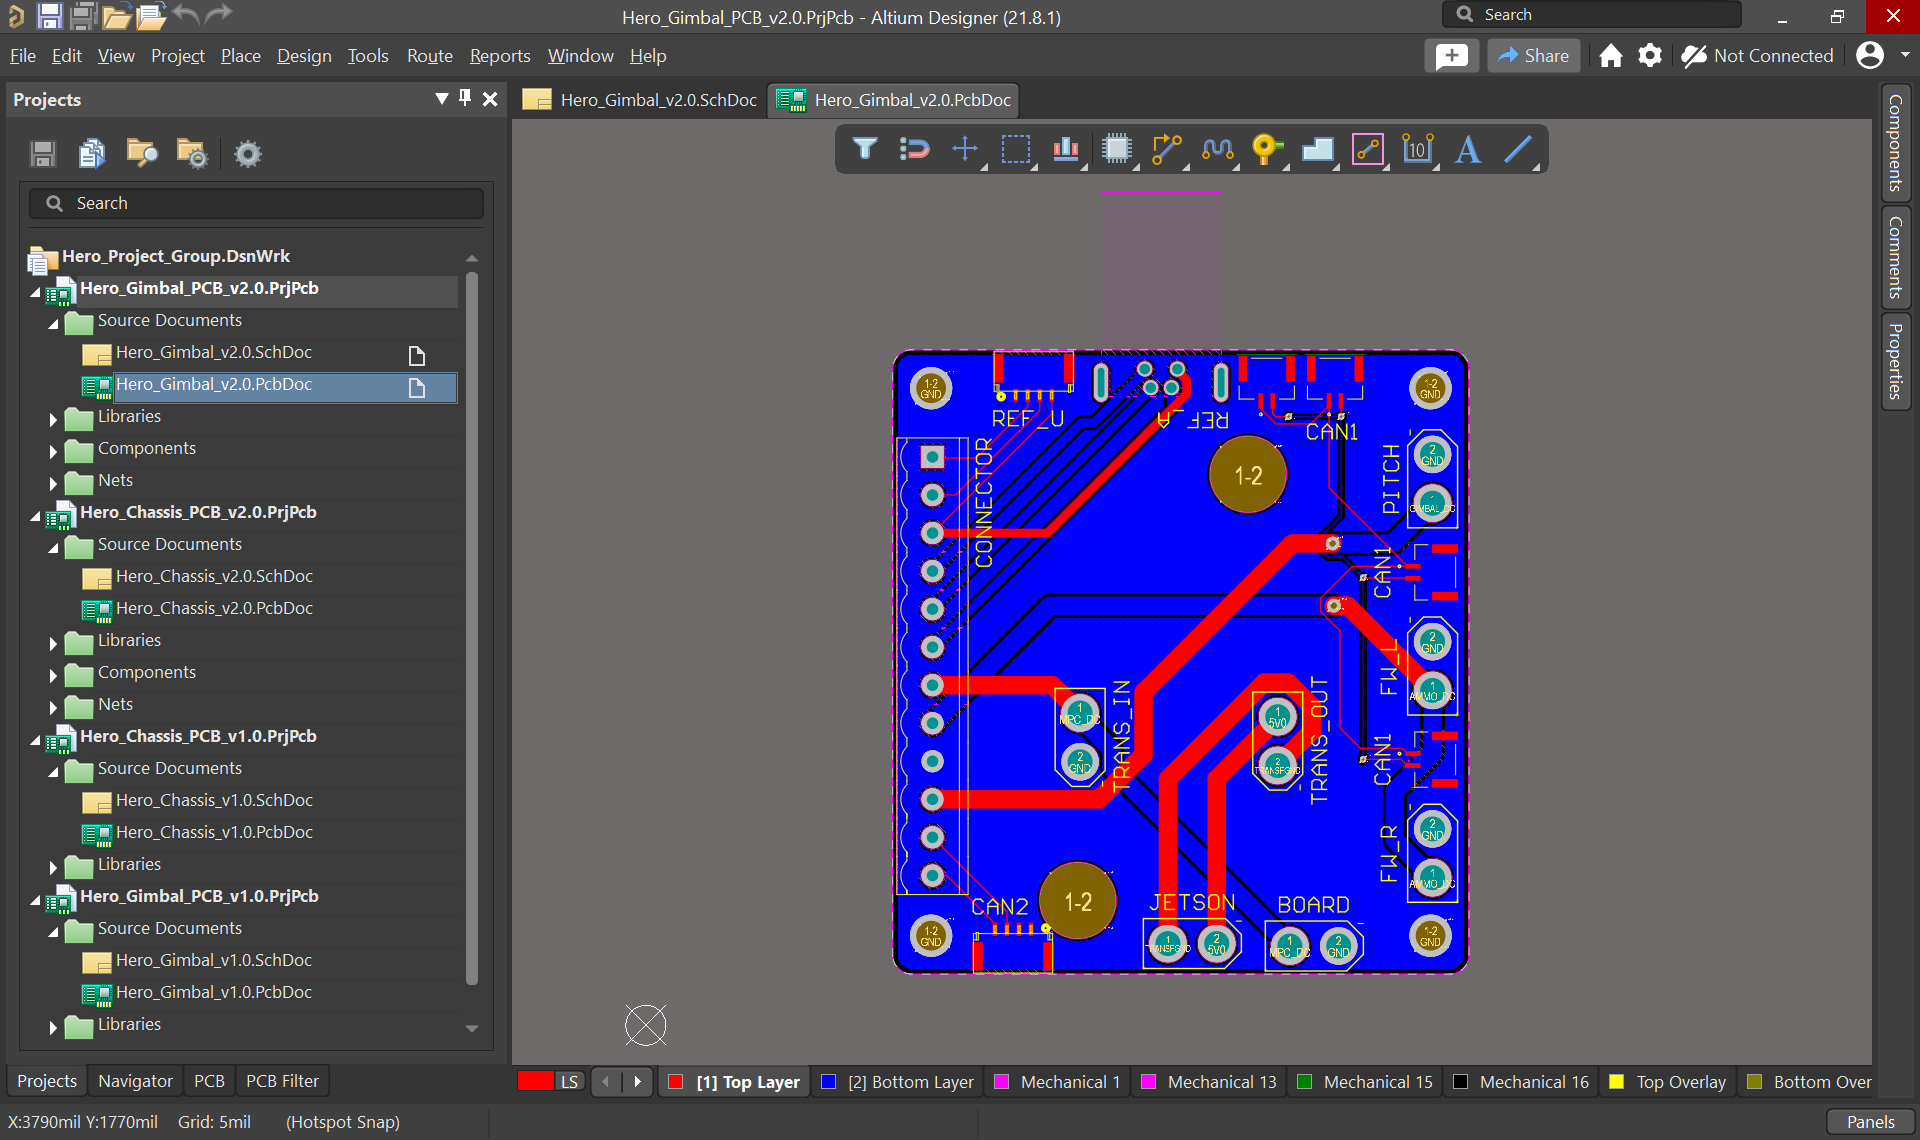 Hero_Gimbal_PCB_v2.0.PrjPcb - Altium Designer (21.8.1)
Search
File Edit View Project Place Design Tools Route Reports Window Help
Share
Not Connected
Projects
Hero_Gimbal_v2.0.SchDoc
Hero_Gimbal_v2.0.PcbDoc
Search
Hero_Project_Group.DsnWrk
Hero_Gimbal_PCB_v2.0.PrjPcb
Source Documents
Hero_Gimbal_v2.0.SchDoc
Hero_Gimbal_v2.0.PcbDoc
Libraries
Components
Nets
Hero_Chassis_PCB_v2.0.PrjPcb
Source Documents
Hero_Chassis_v2.0.SchDoc
Hero_Chassis_v2.0.PcbDoc
Libraries
Components
Nets
Hero_Chassis_PCB_v1.0.PrjPcb
Source Documents
Hero_Chassis_v1.0.SchDoc
Hero_Chassis_v1.0.PcbDoc
Libraries
Hero_Gimbal_PCB_v1.0.PrjPcb
Source Documents
Hero_Gimbal_v1.0.SchDoc
Hero_Gimbal_v1.0.PcbDoc
Libraries
Projects Navigator PCB PCB Filter
10
1-2 GND
1-2 GND
REF_U
REF_A
CAN1
CONNECTOR
1-2
PITCH
2 GND
1 GIMBAL_DC
CAN1
FW_L
2 GND
1 AMMO_DC
TRANS_IN
1 MPC_DC
2 GND
TRANS_OUT
1 5V0
2 TRANSFGND
CAN1
FW_R
2 GND
1 AMMO_DC
CAN2
1-2
JETSON
BOARD
1-2 GND
1 TRANSFGND
2 5V0
1 MPC_DC
2 GND
1-2 GND
Components
Comments
Properties
LS
[1] Top Layer
[2] Bottom Layer
Mechanical 1
Mechanical 13
Mechanical 15
Mechanical 16
Top Overlay
Bottom Over
X:3790mil Y:1770mil Grid: 5mil (Hotspot Snap)
Panels